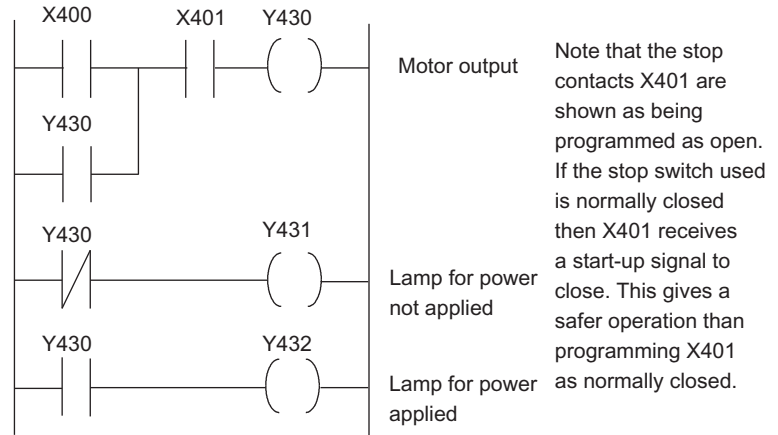 X400 X401 Y430
Motor output
Y430
Y430 Y431
Lamp for power
not applied
Y430 Y432
Lamp for power
applied
Note that the stop
contacts X401 are
shown as being
programmed as open.
If the stop switch used
is normally closed
then X401 receives
a start-up signal to
close. This gives a
safer operation than
programming X401
as normally closed.